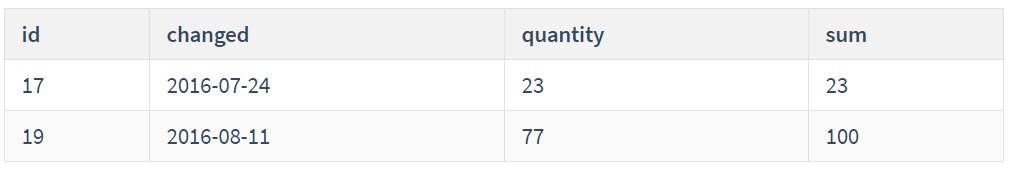 id changed quantity sum
17 2016-07-24 23 23
19 2016-08-11 77 100